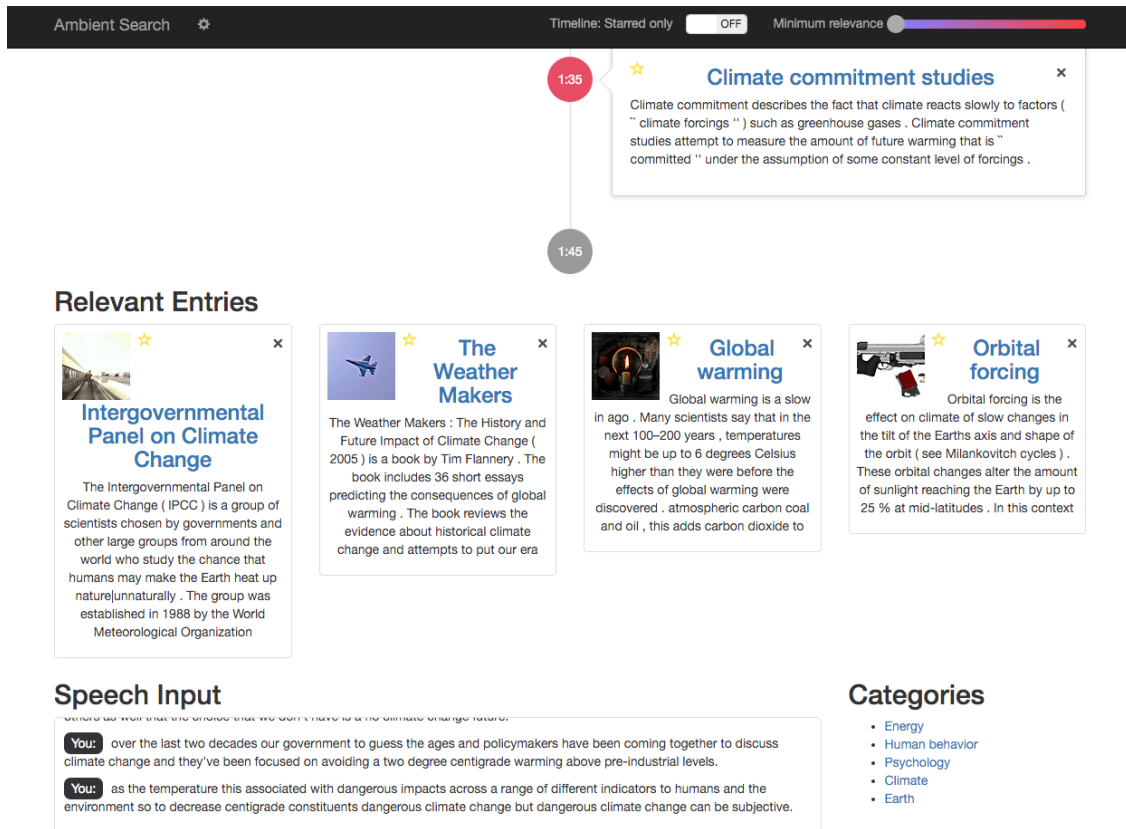 Ambient Search
Timeline: Starred only OFF Minimum relevance
1:35
Climate commitment studies
Climate commitment describes the fact that climate reacts slowly to factors (
`` climate forcings '' ) such as greenhouse gases . Climate commitment
studies attempt to measure the amount of future warming that is ``
committed '' under the assumption of some constant level of forcings .
1:45
Relevant Entries
Intergovernmental
Panel on Climate
Change
The Intergovernmental Panel on
Climate Change ( IPCC ) is a group of
scientists chosen by governments and
other large groups from around the
world who study the chance that
humans may make the Earth heat up
nature|unnaturally . The group was
established in 1988 by the World
Meteorological Organization
The
Weather
Makers
The Weather Makers : The History and
Future Impact of Climate Change (
2005 ) is a book by Tim Flannery . The
book includes 36 short essays
predicting the consequences of global
warming . The book reviews the
evidence about historical climate
change and attempts to put our era
Global
warming
Global warming is a slow
in ago . Many scientists say that in the
next 100–200 years , temperatures
might be up to 6 degrees Celsius
higher than they were before the
effects of global warming were
discovered . atmospheric carbon coal
and oil , this adds carbon dioxide to
Orbital
forcing
Orbital forcing is the
effect on climate of slow changes in
the tilt of the Earths axis and shape of
the orbit ( see Milankovitch cycles ) .
These orbital changes alter the amount
of sunlight reaching the Earth by up to
25 % at mid-latitudes . In this context
Speech Input
others as well that the choice that we don't have is a no climate change future.
You: over the last two decades our government to guess the ages and policymakers have been coming together to discuss
climate change and they've been focused on avoiding a two degree centigrade warming above pre-industrial levels.
You: as the temperature this associated with dangerous impacts across a range of different indicators to humans and the
environment so to decrease centigrade constituents dangerous climate change but dangerous climate change can be subjective.
Categories
Energy
Human behavior
Psychology
Climate
Earth